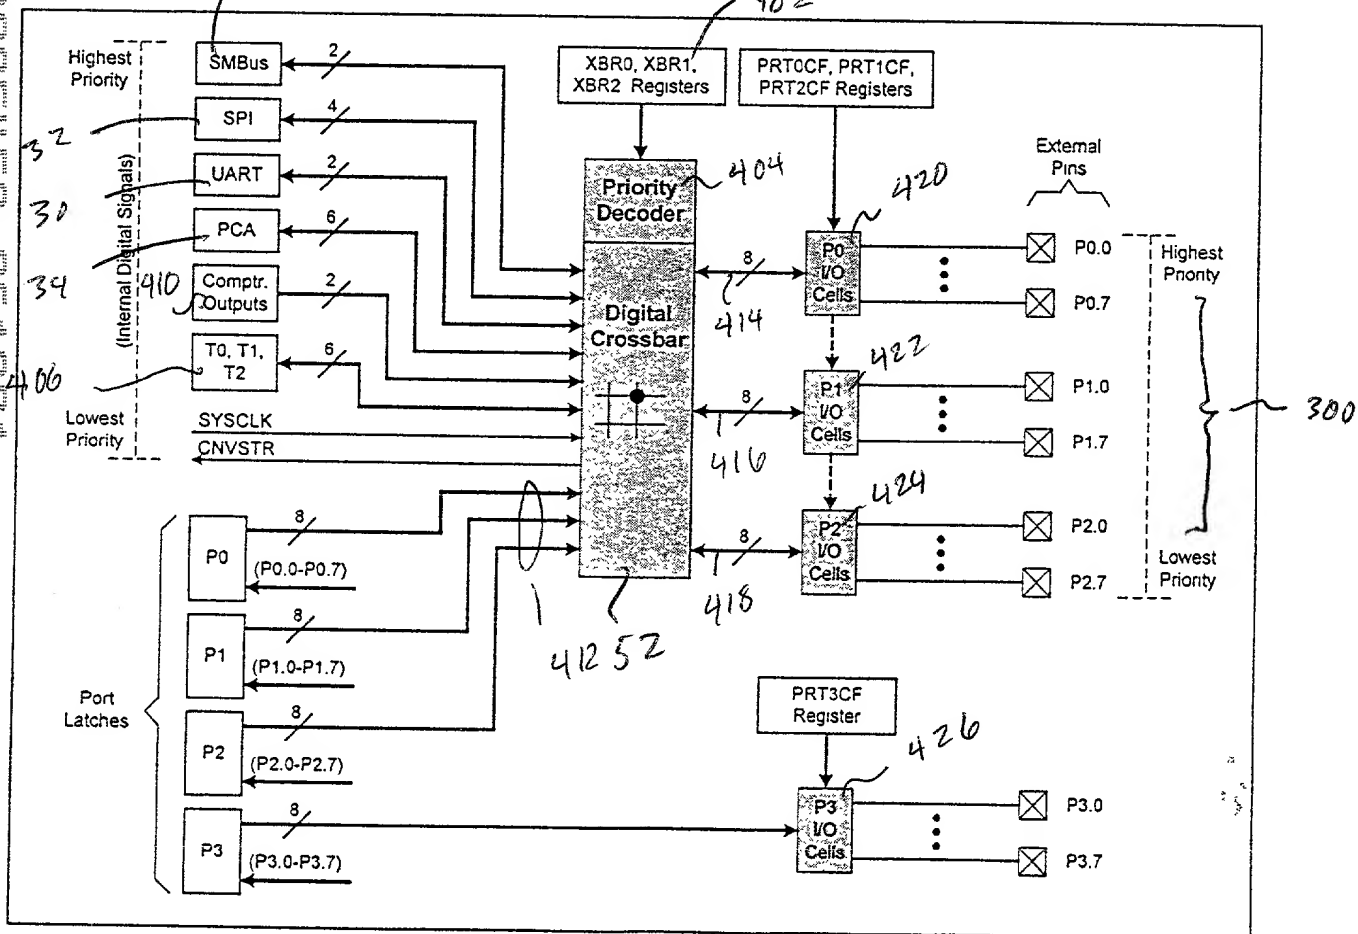 402
Highest
Priority
SMBus
2
XBR0, XBR1,
XBR2 Registers
PRT0CF, PRT1CF,
PRT2CF Registers
32
SPI
4
30
UART
2
34
PCA
6
410
Comptr.
Outputs
2
406
T0, T1,
T2
6
(Internal Digital Signals)
Lowest
Priority
SYSCLK
CNVSTR
Priority
Decoder
404
Digital
Crossbar
External
Pins
420
8
414
P0
I/O
Cells
P0.0
P0.7
Highest
Priority
422
8
416
P1
I/O
Cells
P1.0
P1.7
300
424
8
418
P2
I/O
Cells
P2.0
P2.7
Lowest
Priority
412
52
Port
Latches
P0
8
(P0.0-P0.7)
P1
8
(P1.0-P1.7)
P2
8
(P2.0-P2.7)
P3
8
(P3.0-P3.7)
PRT3CF
Register
426
P3
I/O
Cells
P3.0
P3.7